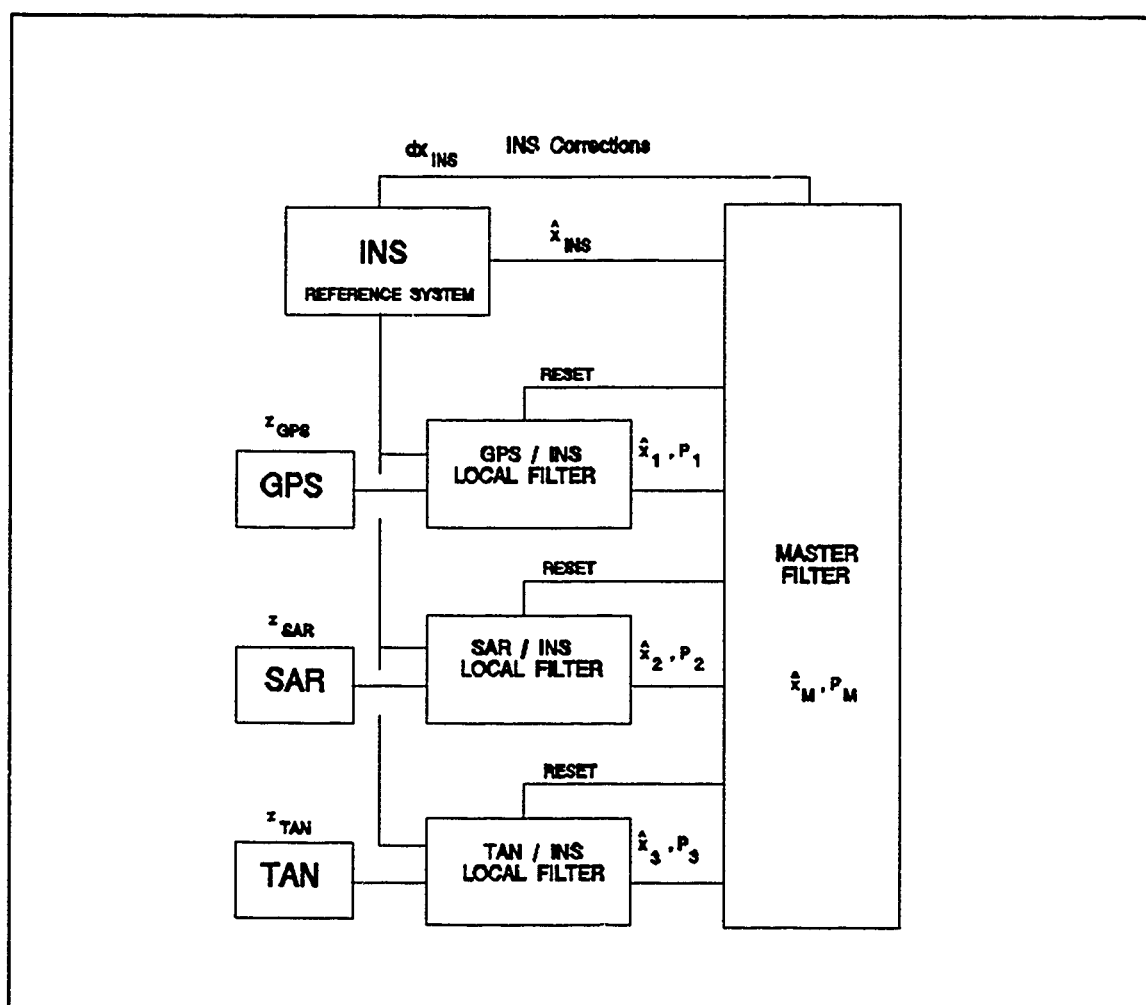 dx INS INS Corrections
INS
REFERENCE SYSTEM
x̂ INS
RESET
z GPS
GPS
GPS / INS
LOCAL FILTER
x̂ 1 , P 1
RESET
z SAR
SAR
SAR / INS
LOCAL FILTER
x̂ 2 , P 2
MASTER
FILTER
x̂ M , P M
RESET
z TAN
TAN
TAN / INS
LOCAL FILTER
x̂ 3 , P 3